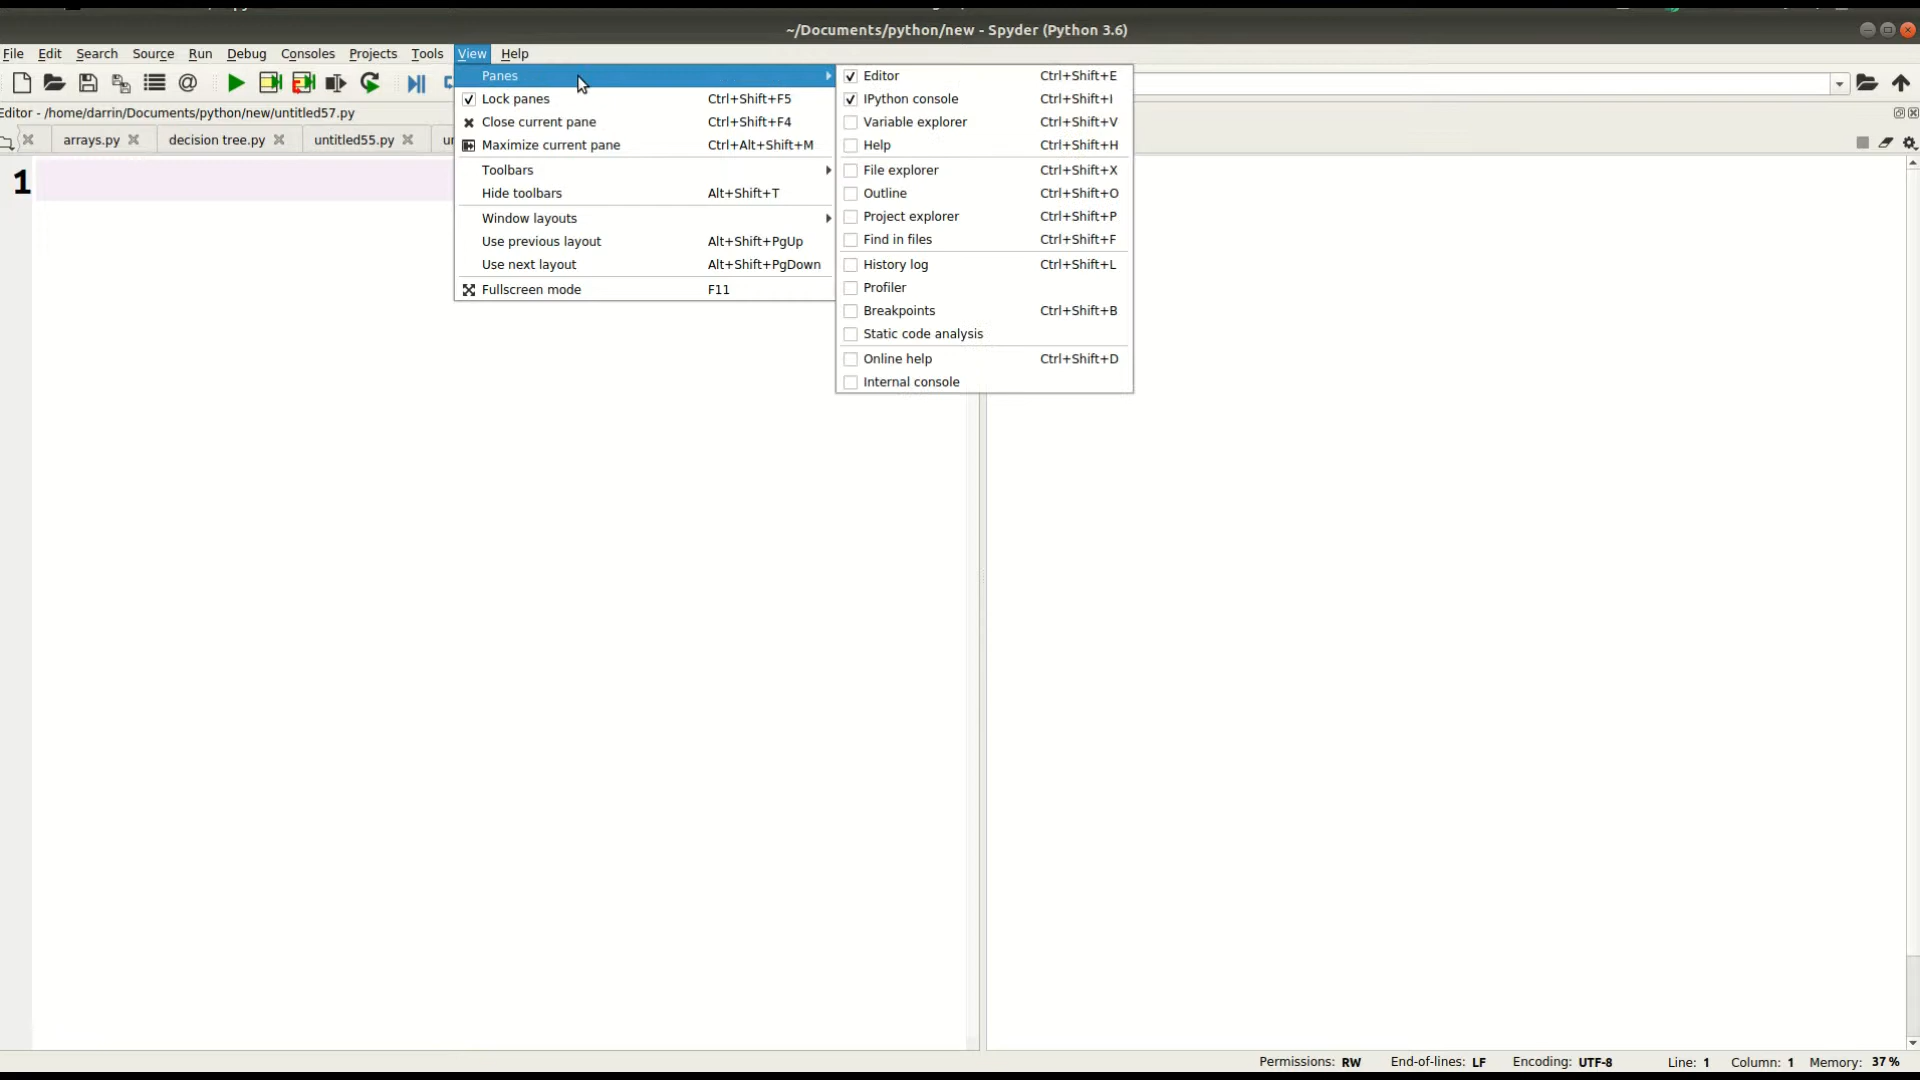 ~/Documents/python/new - Spyder (Python 3.6)
File Edit Search Source Run Debug Consoles Projects Tools View Help
Editor - /home/darrin/Documents/python/new/untitled57.py
arrays.py decision tree.py untitled55.py
1
Panes
Lock panes Ctrl+Shift+F5
Close current pane Ctrl+Shift+F4
Maximize current pane Ctrl+Alt+Shift+M
Toolbars
Hide toolbars Alt+Shift+T
Window layouts
Use previous layout Alt+Shift+PgUp
Use next layout Alt+Shift+PgDown
Fullscreen mode F11
Editor Ctrl+Shift+E
IPython console Ctrl+Shift+I
Variable explorer Ctrl+Shift+V
Help Ctrl+Shift+H
File explorer Ctrl+Shift+X
Outline Ctrl+Shift+O
Project explorer Ctrl+Shift+P
Find in files Ctrl+Shift+F
History log Ctrl+Shift+L
Profiler
Breakpoints Ctrl+Shift+B
Static code analysis
Online help Ctrl+Shift+D
Internal console
Permissions: RW End-of-lines: LF Encoding: UTF-8 Line: 1 Column: 1 Memory: 37 %